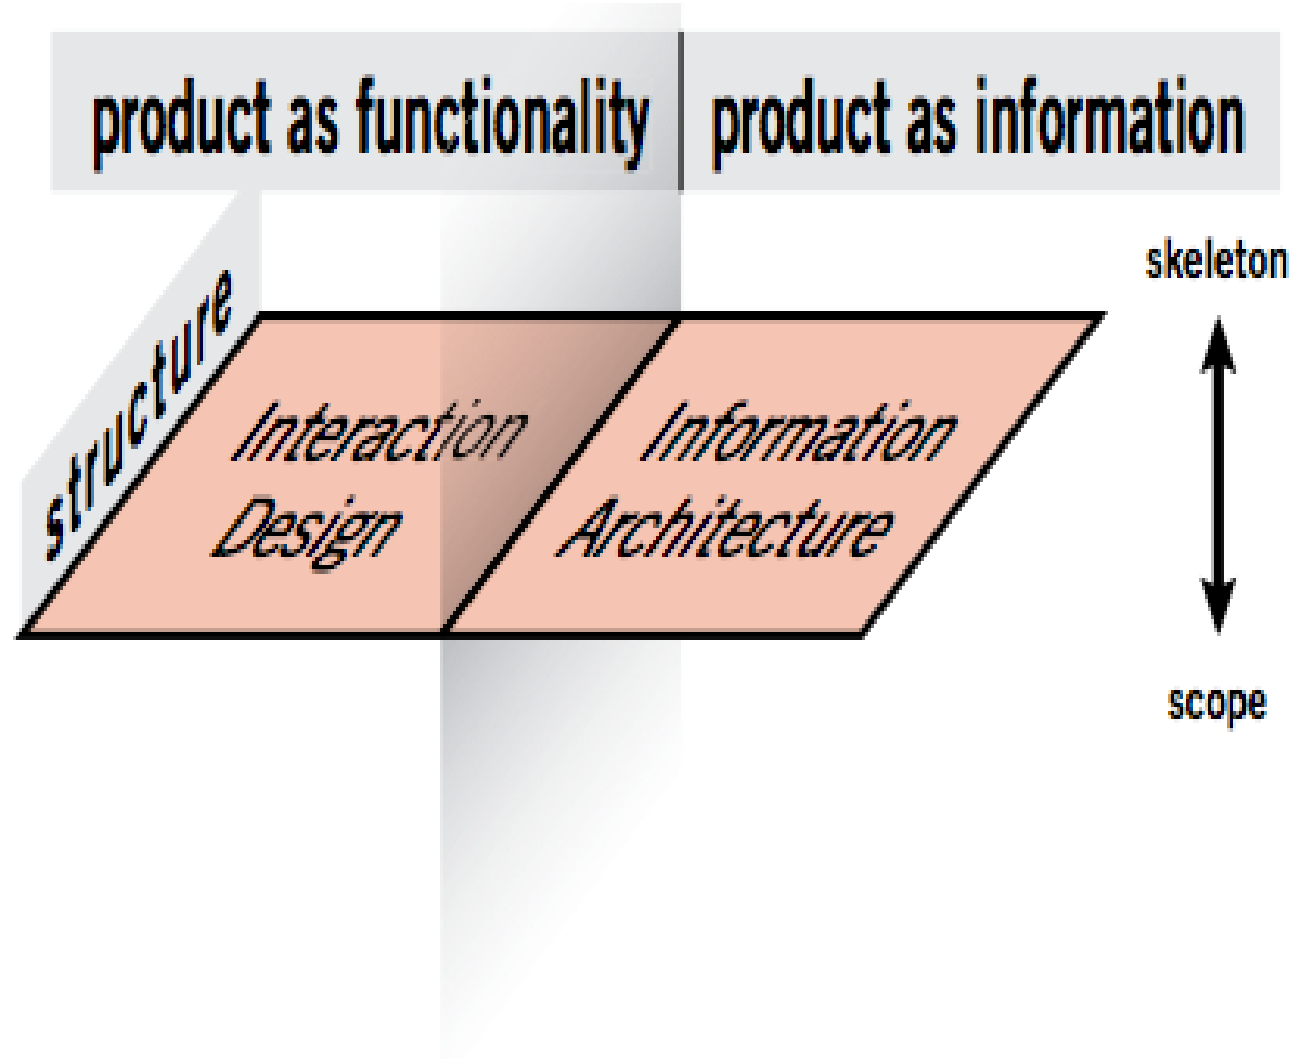 product as functionality
product as information
skeleton
structure
Interaction
Design
Information
Architecture
scope